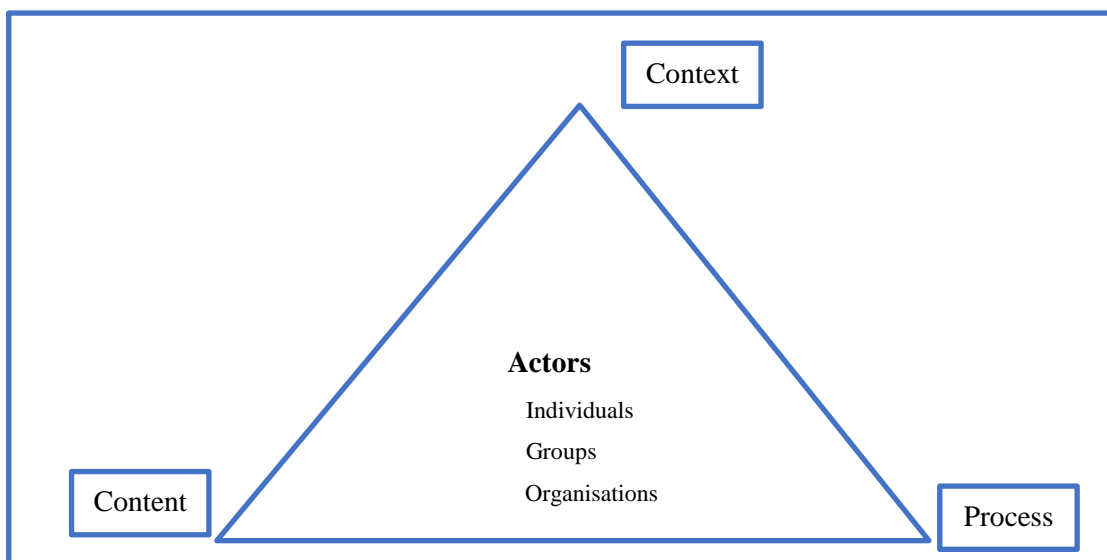 Context
Actors
Individuals
Groups
Organisations
Content
Process